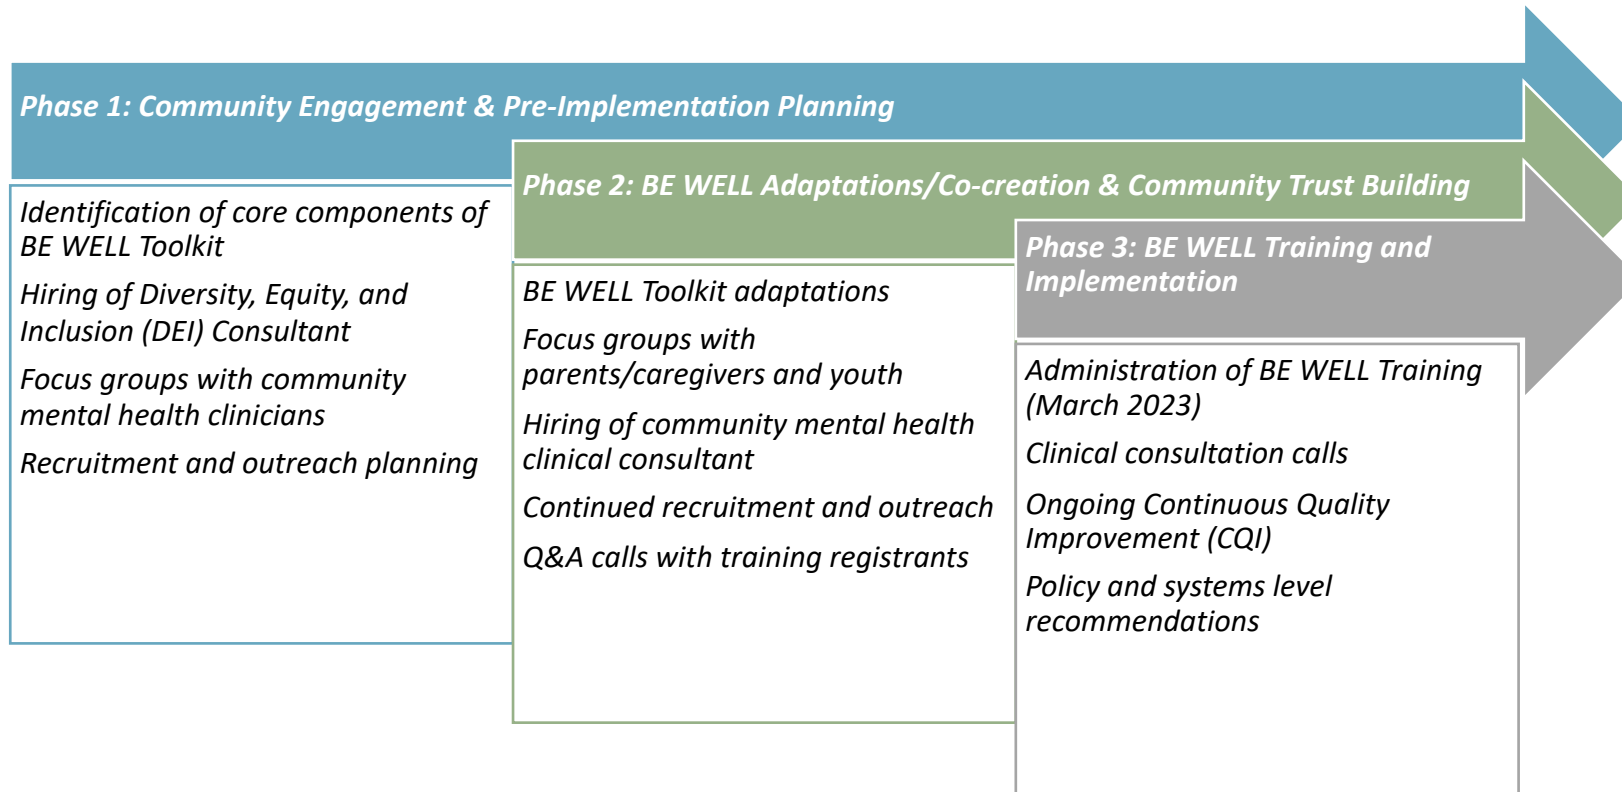 Phase 1: Community Engagement & Pre-Implementation Planning
Identification of core components of
BE WELL Toolkit
Hiring of Diversity, Equity, and
Inclusion (DEI) Consultant
Focus groups with community
mental health clinicians
Recruitment and outreach planning
Phase 2: BE WELL Adaptations/Co-creation & Community Trust Building
BE WELL Toolkit adaptations
Focus groups with
parents/caregivers and youth
Hiring of community mental health
clinical consultant
Continued recruitment and outreach
Q&A calls with training registrants
Phase 3: BE WELL Training and
Implementation
Administration of BE WELL Training
(March 2023)
Clinical consultation calls
Ongoing Continuous Quality
Improvement (CQI)
Policy and systems level
recommendations